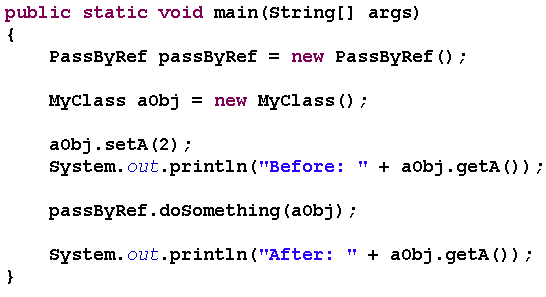 public static void main(String[] args)
{
PassByRef passByRef = new PassByRef();
MyClass aObj = new MyClass();
aObj.setA(2);
System.out.println("Before: " + aObj.getA());
passByRef.doSomething(aObj);
System.out.println("After: " + aObj.getA());
}